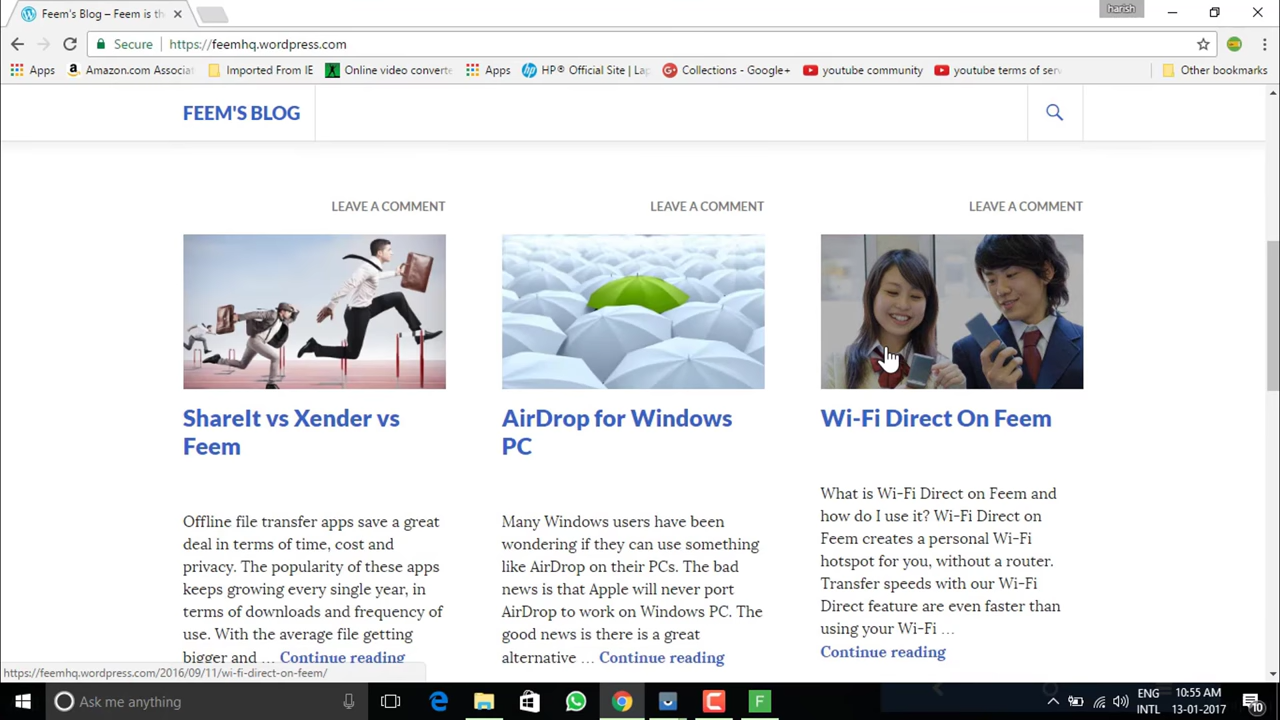 Feem's Blog – Feem is th
harish
Secure https://feemhq.wordpress.com
Apps Amazon.com Associa Imported From IE Online video converte Apps HP® Official Site | Lap Collections - Google+ youtube community youtube terms of serv Other bookmarks
FEEM'S BLOG
LEAVE A COMMENT
ShareIt vs Xender vs
Feem
Offline file transfer apps save a great
deal in terms of time, cost and
privacy. The popularity of these apps
keeps growing every single year, in
terms of downloads and frequency of
use. With the average file getting
bigger and … Continue reading
LEAVE A COMMENT
AirDrop for Windows
PC
Many Windows users have been
wondering if they can use something
like AirDrop on their PCs. The bad
news is that Apple will never port
AirDrop to work on Windows PC. The
good news is there is a great
alternative … Continue reading
LEAVE A COMMENT
Wi-Fi Direct On Feem
What is Wi-Fi Direct on Feem and
how do I use it? Wi-Fi Direct on
Feem creates a personal Wi-Fi
hotspot for you, without a router.
Transfer speeds with our Wi-Fi
Direct feature are even faster than
using your Wi-Fi …
Continue reading
https://feemhq.wordpress.com/2016/09/11/wi-fi-direct-on-feem/
Ask me anything
ENG
INTL
10:55 AM
13-01-2017
10